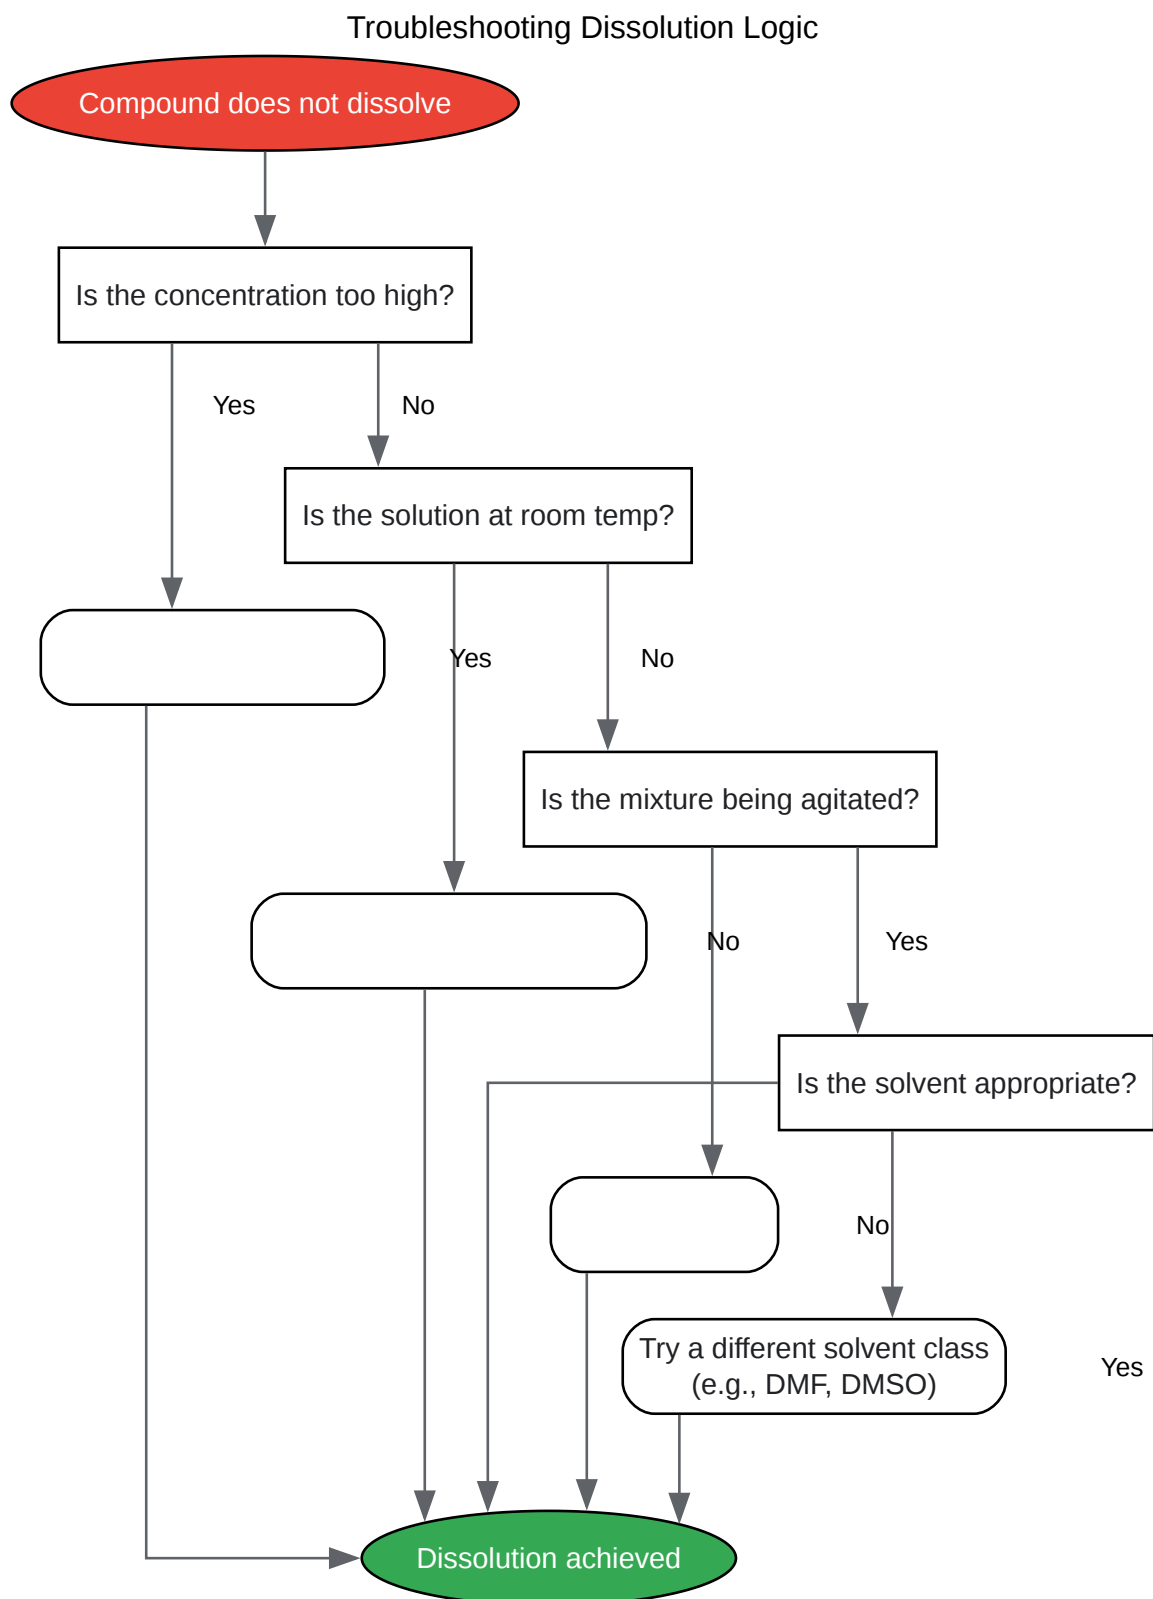 Troubleshooting Dissolution Logic
Compound does not dissolve
Is the concentration too high?
Yes
No
Is the solution at room temp?
Yes
No
Is the mixture being agitated?
No
Yes
Is the solvent appropriate?
No
Try a different solvent class
(e.g., DMF, DMSO)
Yes
Dissolution achieved